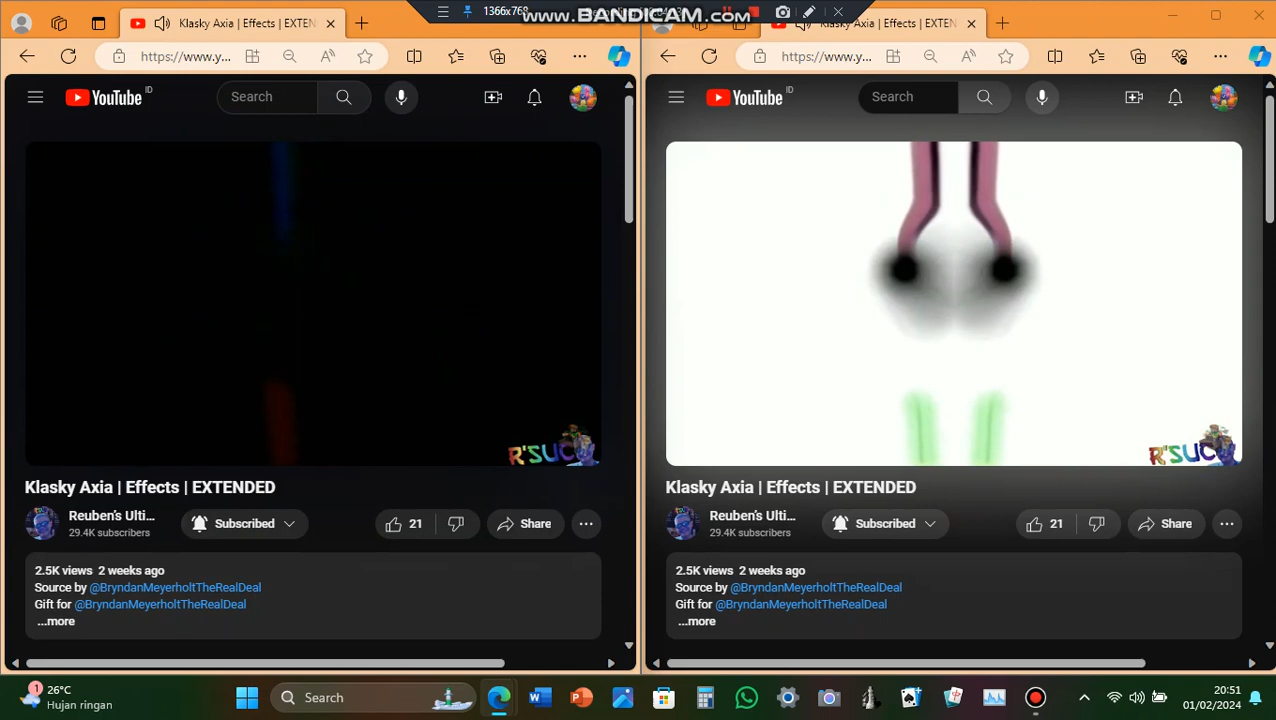 1366x768
www.BANDICAM.com
Klasky Axia | Effects | EXTEN
Klasky Axia | Effects | EXTEN
https://www.y...
https://www.y...
YouTube ID
Search
YouTube ID
Search
R'SUC
R'SUC
Klasky Axia | Effects | EXTENDED
Klasky Axia | Effects | EXTENDED
Reuben's Ulti...
29.4K subscribers
Subscribed
21
Share
Reuben's Ulti...
29.4K subscribers
Subscribed
21
Share
2.5K views 2 weeks ago
Source by @BryndanMeyerholtTheRealDeal
Gift for @BryndanMeyerholtTheRealDeal
...more
2.5K views 2 weeks ago
Source by @BryndanMeyerholtTheRealDeal
Gift for @BryndanMeyerholtTheRealDeal
...more
1
26°C
Hujan ringan
Search
20:51
01/02/2024